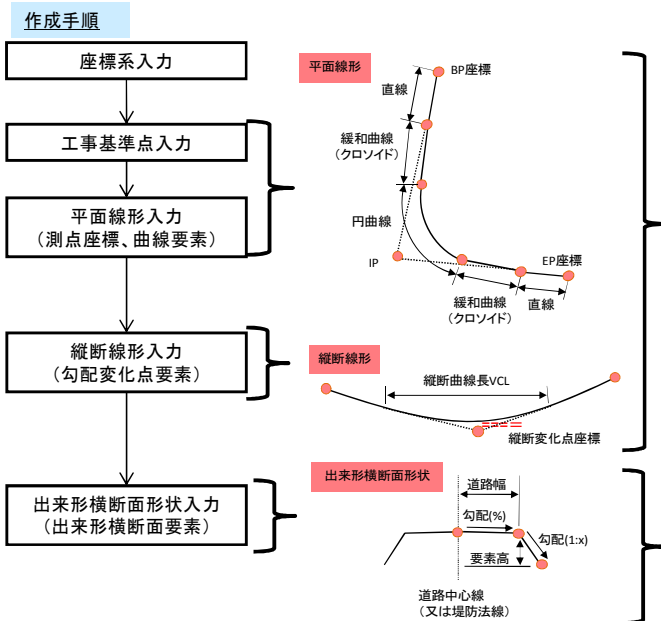 作成手順
座標系入力
工事基準点入力
平面線形入力
(測点座標、曲線要素)
縦断線形入力
(勾配変化点要素)
出来形横断面形状入力
(出来形横断面要素)
平面線形
BP座標
直線
緩和曲線
(クロソイド)
円曲線
IP
EP座標
緩和曲線
(クロソイド)
直線
縦断線形
縦断曲線長VCL
縦断変化点座標
出来形横断面形状
道路幅
勾配(%)
勾配(1:x)
要素高
道路中心線
(又は堤防法線)